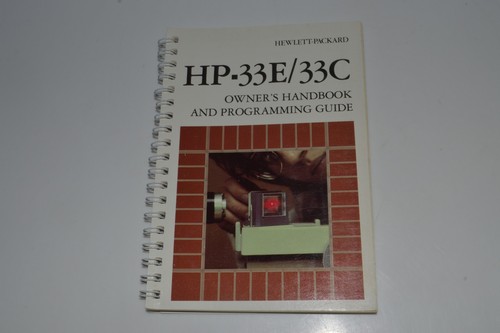 HEWLETT-PACKARD
HP-33E/33C
OWNER'S HANDBOOK
AND PROGRAMMING GUIDE